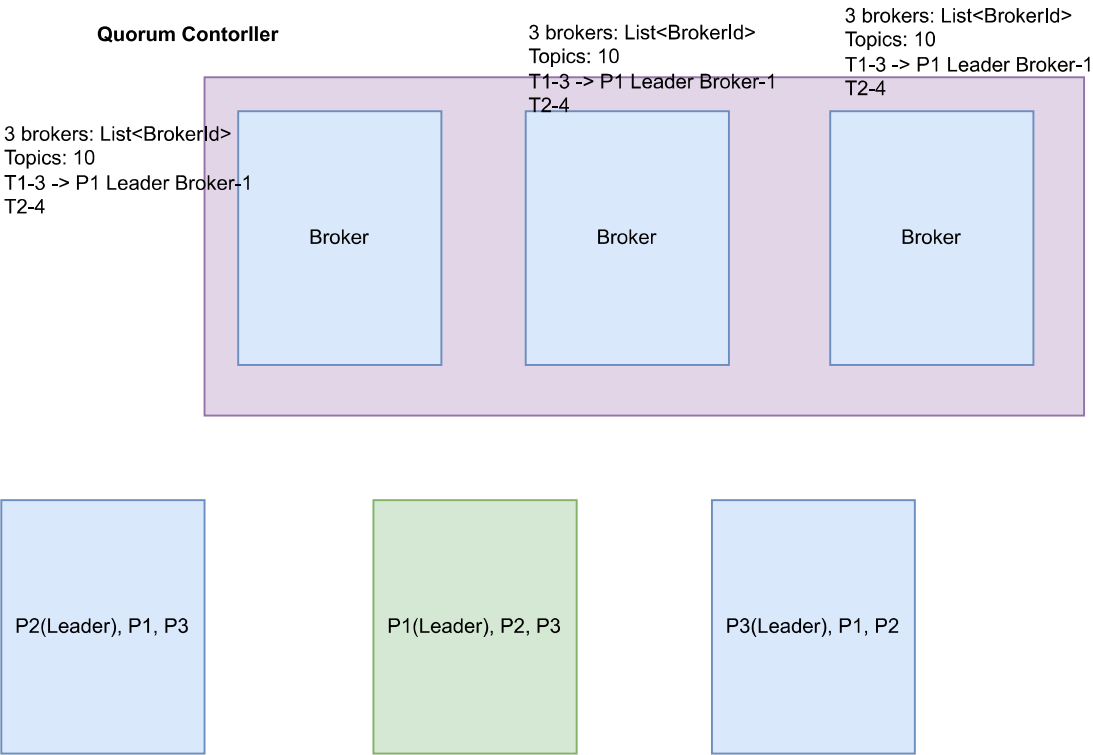 Quorum Contorller
3 brokers: List<BrokerId>
Topics: 10
T1-3 -> P1 Leader Broker-1
T2-4
3 brokers: List<BrokerId>
Topics: 10
T1-3 -> P1 Leader Broker-1
T2-4
3 brokers: List<BrokerId>
Topics: 10
T1-3 -> P1 Leader Broker-1
T2-4
Broker
Broker
Broker
P2(Leader), P1, P3
P1(Leader), P2, P3
P3(Leader), P1, P2